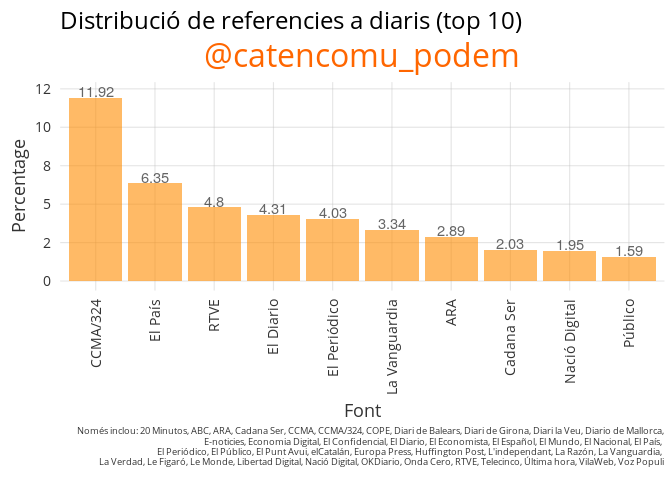 Distribució de referencies a diaris (top 10)
@catencomu_podem
Percentage
12
10
8
5
2
0
11.92
6.35
4.8
4.31
4.03
3.34
2.89
2.03
1.95
1.59
CCMA/324
El País
RTVE
El Diario
El Periódico
La Vanguardia
ARA
Cadana Ser
Nació Digital
Público
Font
Només inclou: 20 Minutos, ABC, ARA, Cadana Ser, CCMA, CCMA/324, COPE, Diari de Balears, Diari de Girona, Diari la Veu, Diario de Mallorca,
E-noticies, Economia Digital, El Confidencial, El Diario, El Economista, El Español, El Mundo, El Nacional, El País,
El Periódico, El Público, El Punt Avui, elCatalán, Europa Press, Huffington Post, L'independant, La Razón, La Vanguardia,
La Verdad, Le Figaró, Le Monde, Libertad Digital, Nació Digital, OKDiario, Onda Cero, RTVE, Telecinco, Última hora, VilaWeb, Voz Populi